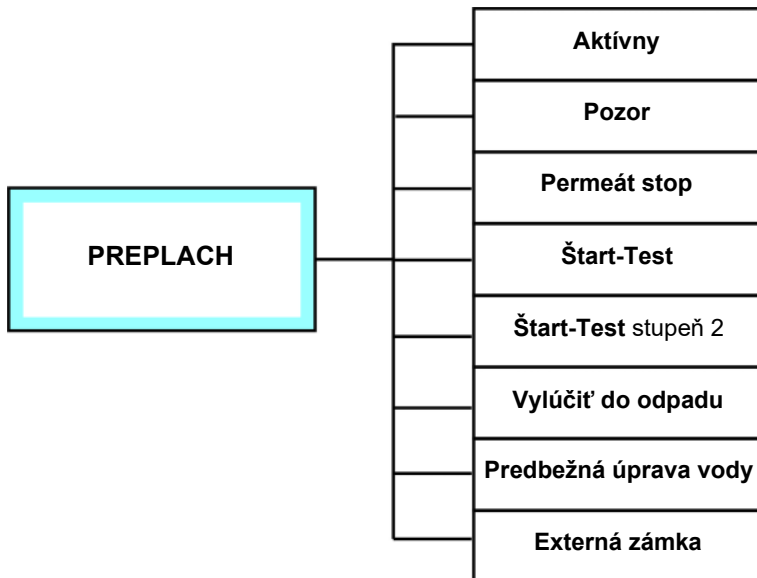 Aktívny
Pozor
Permeát stop
PREPLACH
Štart-Test
Štart-Test stupeň 2
Vylúčiť do odpadu
Predbežná úprava vody
Externá zámka